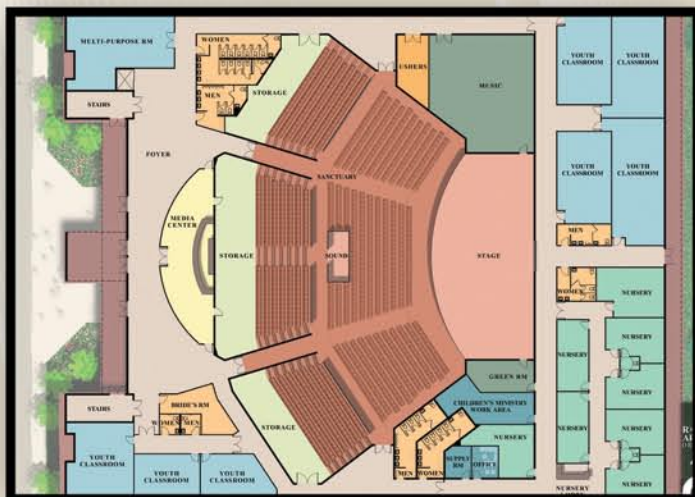 MULTI-PURPOSE RM
WOMEN
MEN
STORAGE
STAIRS
FOYER
USHERS
MUSIC
YOUTH
CLASSROOM
YOUTH
CLASSROOM
YOUTH
CLASSROOM
YOUTH
CLASSROOM
SANCTUARY
MEDIA
CENTER
STORAGE
SOUND
STAGE
MEN
WOMEN
NURSERY
NURSERY
NURSERY
NURSERY
NURSERY
NURSERY
NURSERY
GREEN RM
CHILDREN'S MINISTRY
WORK AREA
NURSERY
STAIRS
BRIDE'S RM
WOMEN
MEN
STORAGE
MEN
WOMEN
SUPPLY
RM
OFFICE
YOUTH
CLASSROOM
YOUTH
CLASSROOM
YOUTH
CLASSROOM
NURSERY